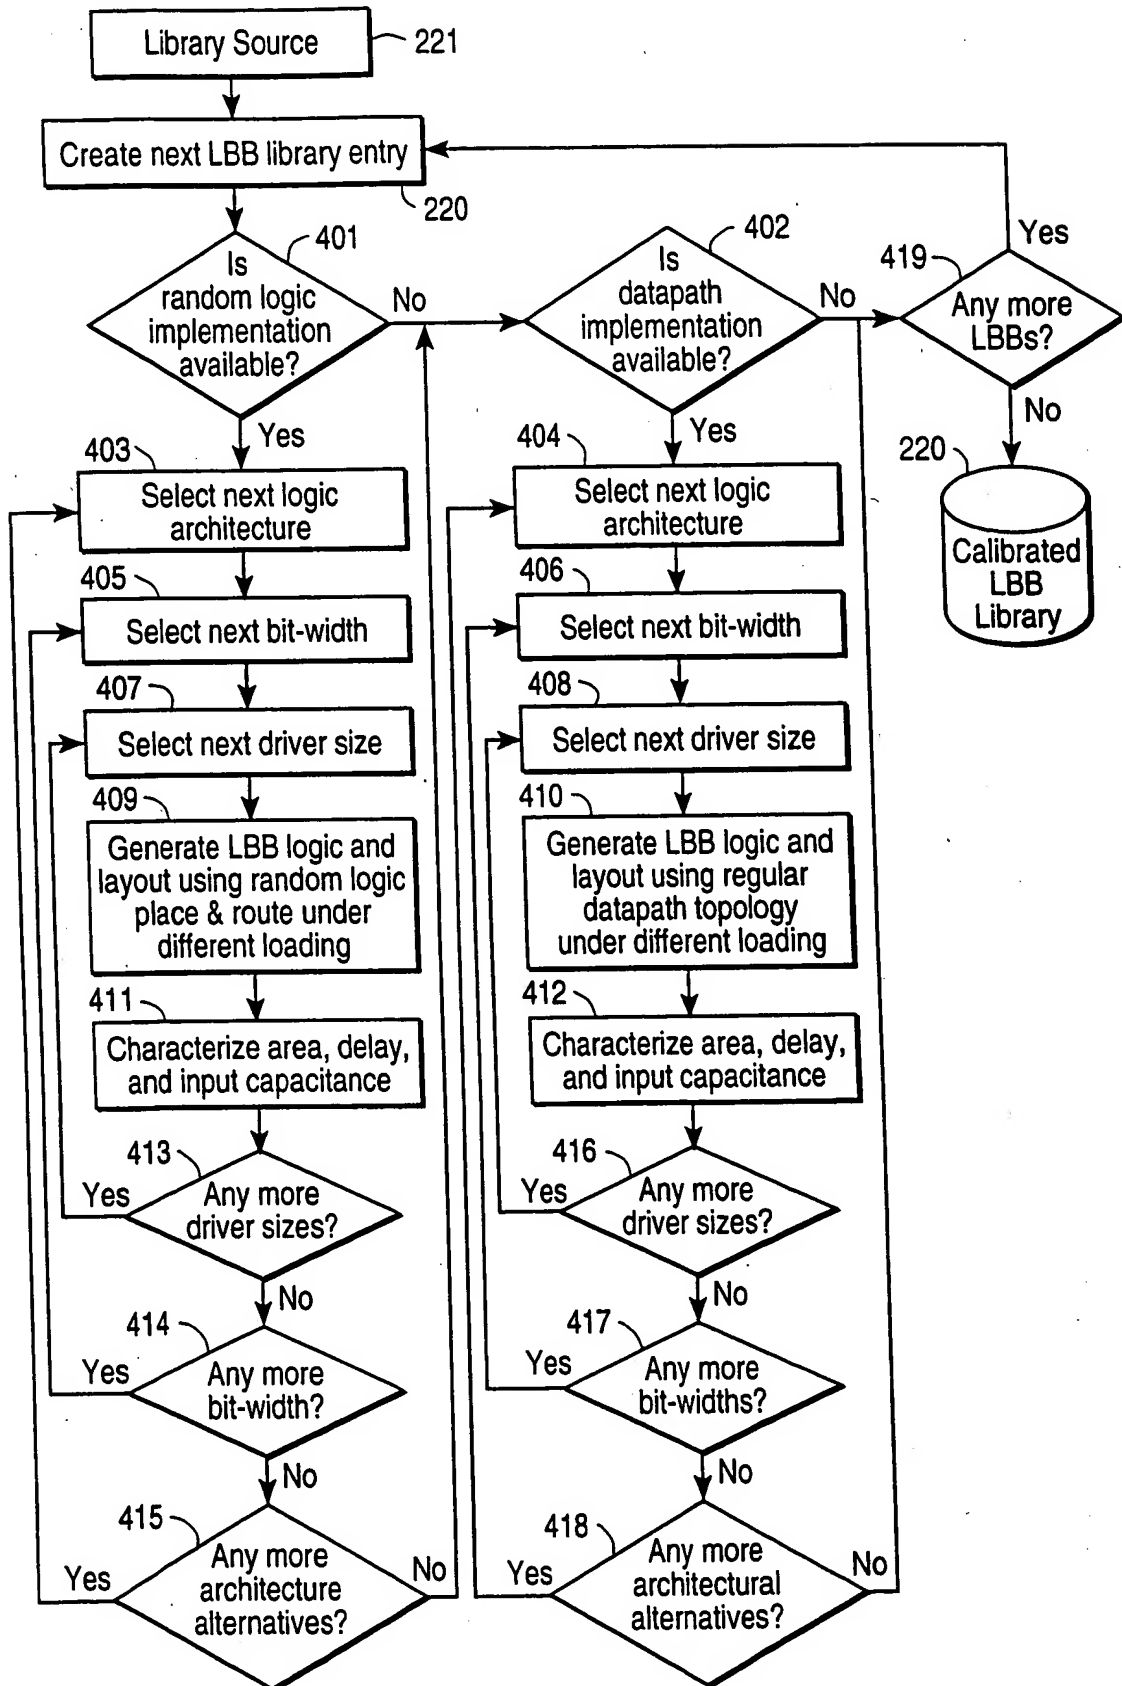 Library Source
221
Create next LBB library entry
220
401
Is
random logic
implementation
available?
No
Yes
402
Is
datapath
implementation
available?
No
Yes
419
Any more
LBBs?
Yes
No
220
Calibrated
LBB
Library
403
Select next logic
architecture
405
Select next bit-width
407
Select next driver size
409
Generate LBB logic and
layout using random logic
place & route under
different loading
411
Characterize area, delay,
and input capacitance
413
Any more
driver sizes?
Yes
No
414
Any more
bit-width?
Yes
No
415
Any more
architecture
alternatives?
Yes
No
404
Select next logic
architecture
406
Select next bit-width
408
Select next driver size
410
Generate LBB logic and
layout using regular
datapath topology
under different loading
412
Characterize area, delay,
and input capacitance
416
Any more
driver sizes?
Yes
No
417
Any more
bit-widths?
Yes
No
418
Any more
architectural
alternatives?
Yes
No